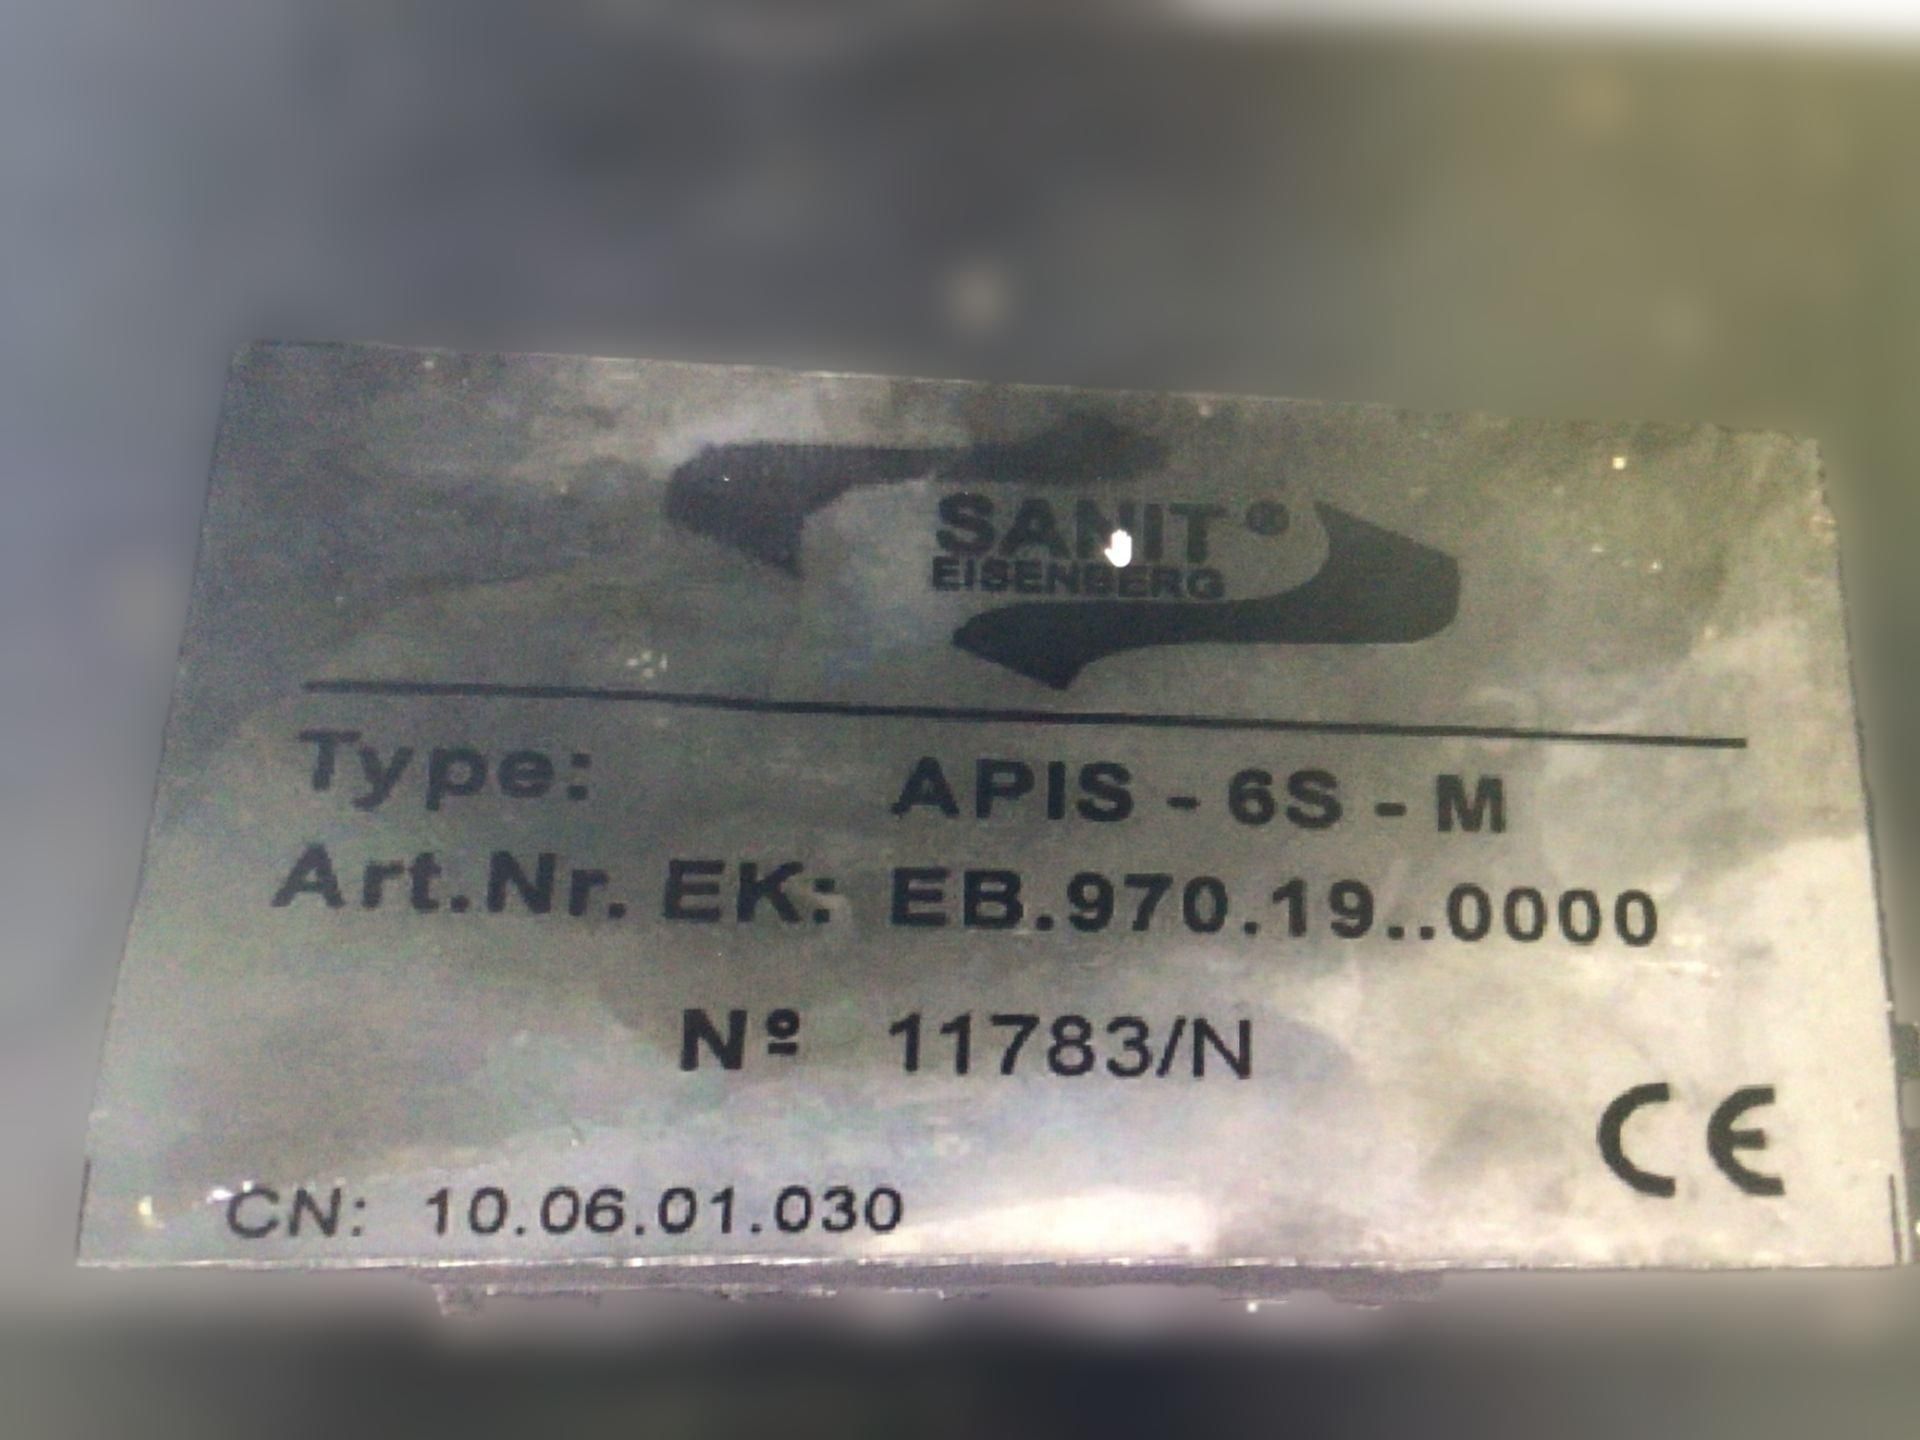 SANIT®
EISENBERG
Type: APIS - 6S - M
Art.Nr. EK: EB.970.19..0000
Nº 11783/N
CE
CN: 10.06.01.030